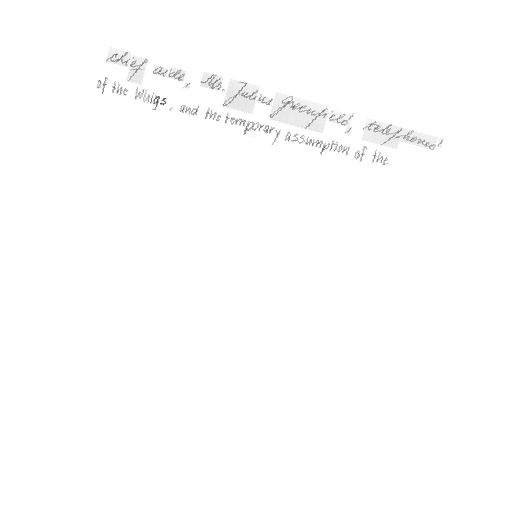 chief aide, Mr. Julius Greenfield, telephoned
of the Whigs, and the temporary assumption of the